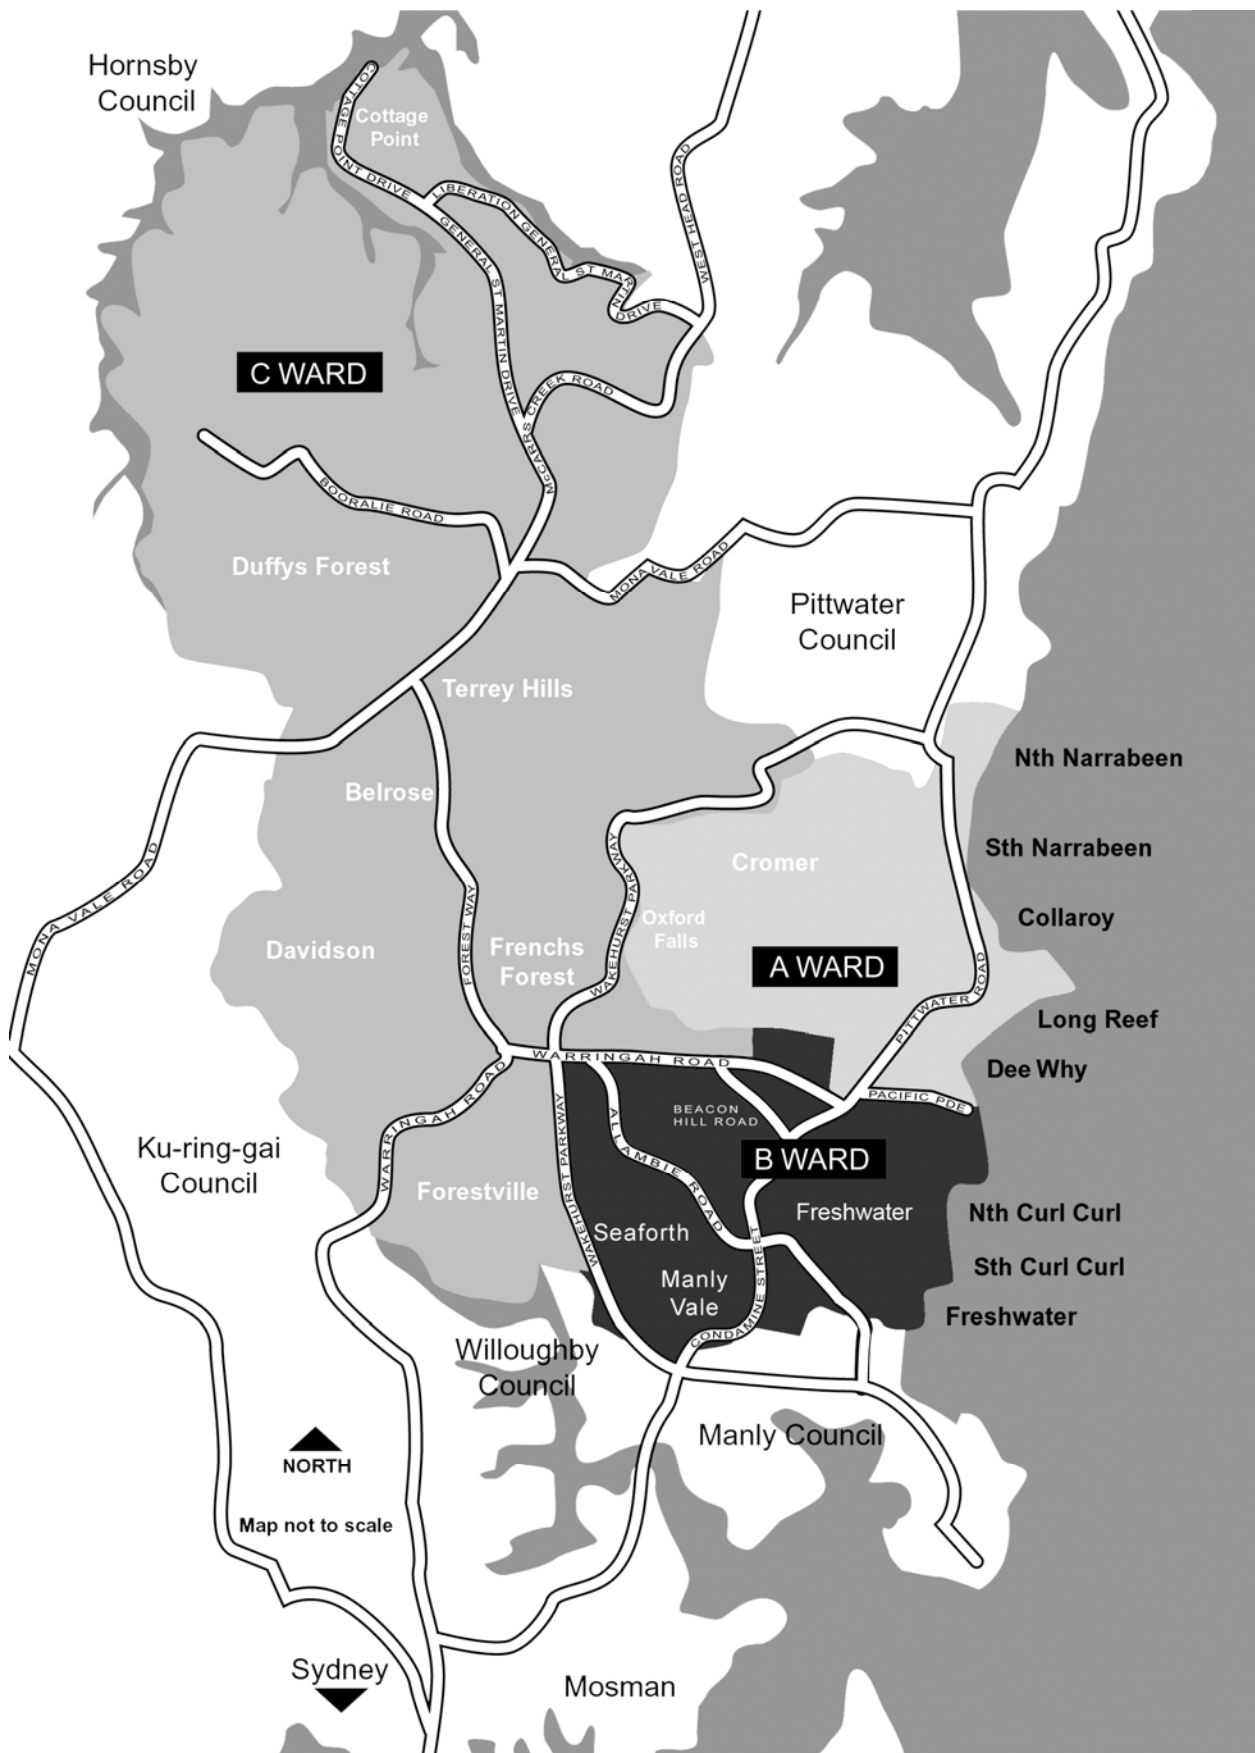 Hornsby
Council
COTTAGE POINT DRIVE
Cottage
Point
LIBERATION GENERAL ST MARTIN DRIVE
GENERAL ST MARTIN DRIVE
WEST HEAD ROAD
C WARD
McCARRS CREEK ROAD
BOORALIE ROAD
Duffys Forest
MONA VALE ROAD
Pittwater
Council
Terrey Hills
Belrose
Nth Narrabeen
MONA VALE ROAD
WAKEHURST PARKWAY
Cromer
Sth Narrabeen
FOREST WAY
Oxford
Falls
Collaroy
Davidson
Frenchs
Forest
A WARD
PITTWATER ROAD
Long Reef
WARRINGAH ROAD
Dee Why
WARRINGAH ROAD
PACIFIC PDE
BEACON
HILL ROAD
WAKEHURST PARKWAY
ALLAMBIE ROAD
Ku-ring-gai
Council
B WARD
Forestville
Freshwater
Nth Curl Curl
Seaforth
Sth Curl Curl
Manly
Vale
CONDAMINE STREET
Freshwater
Willoughby
Council
Manly Council
NORTH
Map not to scale
Sydney
Mosman